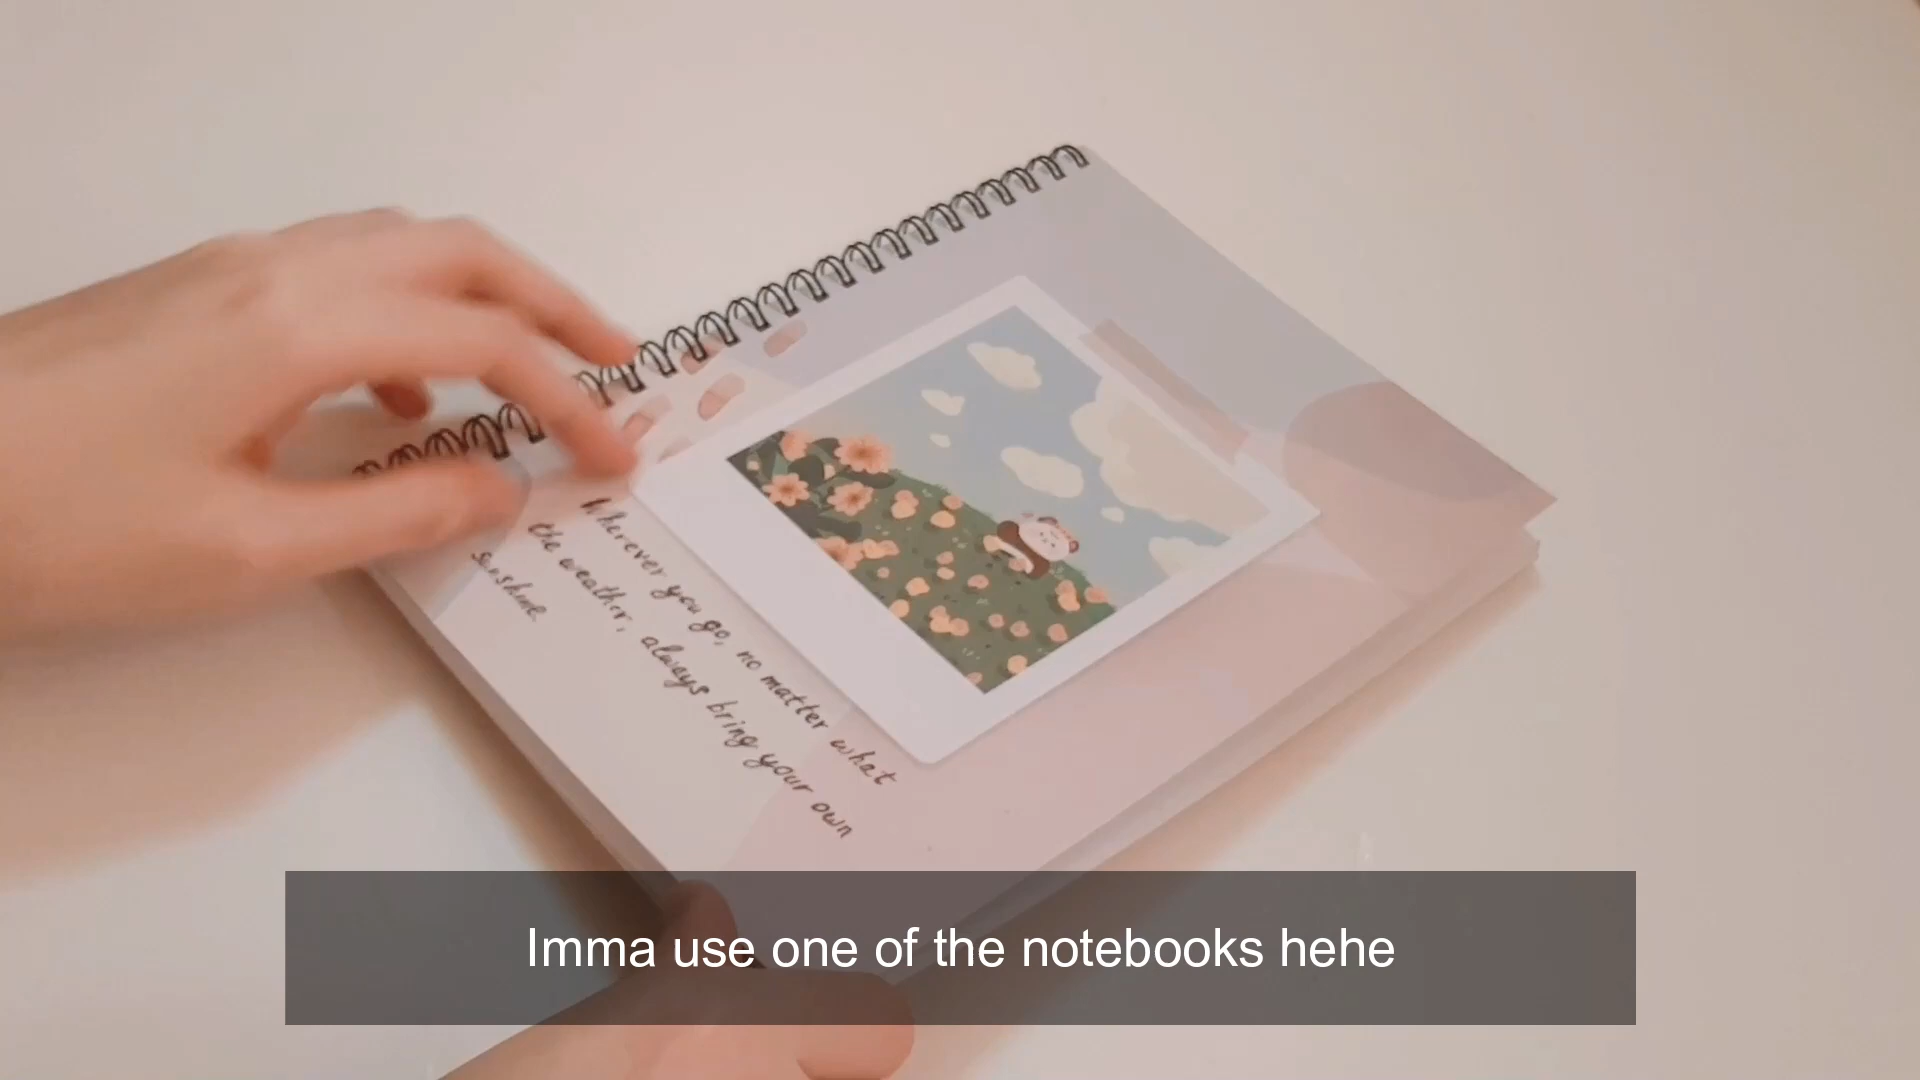 Wherever you go, no matter what
the weather, always bring your own
sunshine.
Imma use one of the notebooks hehe